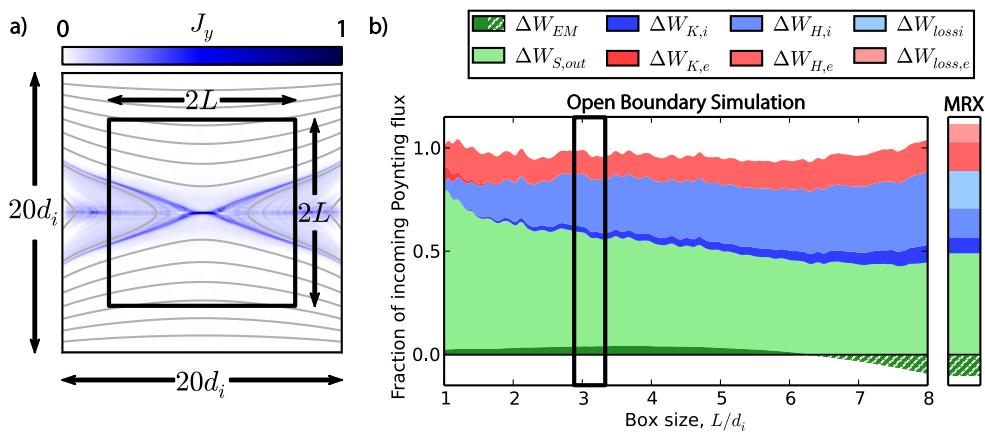 a)
0
J_y
1
2L
20d_i
2L
20d_i
b)
ΔW_EM
ΔW_K,i
ΔW_H,i
ΔW_lossi
ΔW_S,out
ΔW_K,e
ΔW_H,e
ΔW_loss,e
Open Boundary Simulation
MRX
Fraction of incoming Poynting flux
1.0
0.5
0.0
1 2 3 4 5 6 7 8
Box size, L/d_i